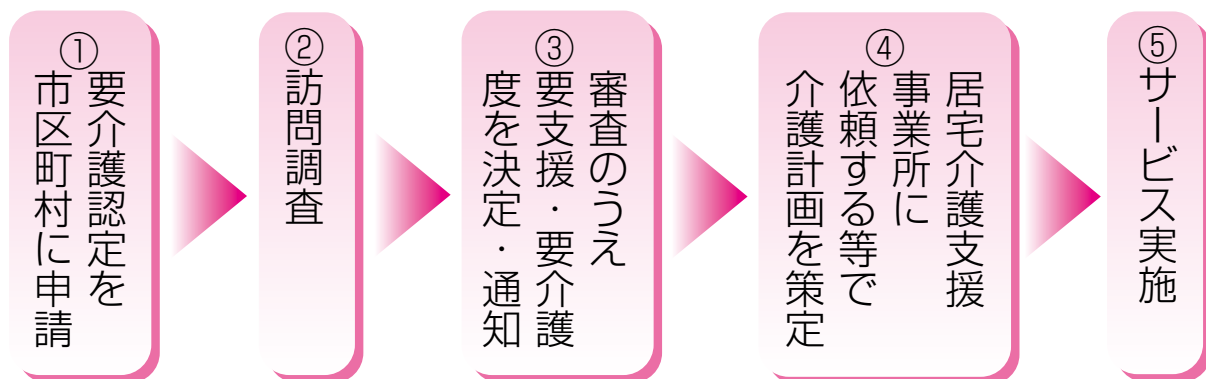 ①
要介護認定を
市区町村に申請
②
訪問調査
③
審査のうえ
要支援・要介護
度を決定・通知
④
居宅介護支援
事業所に
依頼する等で
介護計画を策定
⑤
サービス実施